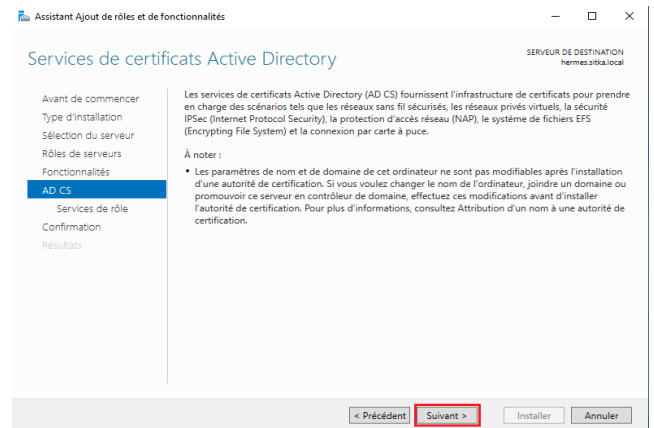 Assistant Ajout de rôles et de fonctionnalités
Services de certificats Active Directory
SERVEUR DE DESTINATION
hermes.sitka.local
Avant de commencer
Type d'installation
Sélection du serveur
Rôles de serveurs
Fonctionnalités
AD CS
Services de rôle
Confirmation
Résultats
Les services de certificats Active Directory (AD CS) fournissent l'infrastructure de certificats pour prendre
en charge des scénarios tels que les réseaux sans fil sécurisés, les réseaux privés virtuels, la sécurité
IPSec (Internet Protocol Security), la protection d'accès réseau (NAP), le système de fichiers EFS
(Encrypting File System) et la connexion par carte à puce.
À noter :
• Les paramètres de nom et de domaine de cet ordinateur ne sont pas modifiables après l'installation
d'une autorité de certification. Si vous voulez changer le nom de l'ordinateur, joindre un domaine ou
promouvoir ce serveur en contrôleur de domaine, effectuez ces modifications avant d'installer
l'autorité de certification. Pour plus d'informations, consultez Attribution d'un nom à une autorité de
certification.
< Précédent
Suivant >
Installer
Annuler